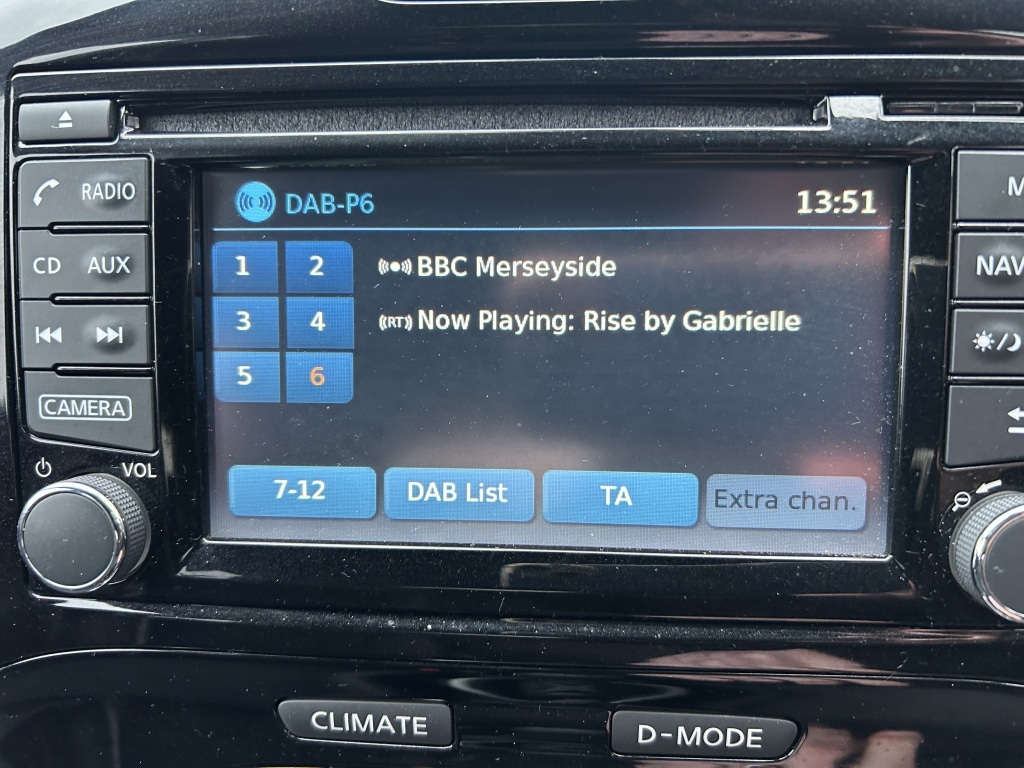 DAB-P6 13:51
RADIO
CD AUX
CAMERA
VOL
1 2
3 4
5 6
BBC Merseyside
(RT) Now Playing: Rise by Gabrielle
7-12 DAB List TA Extra chan.
M
NAV
CLIMATE D-MODE